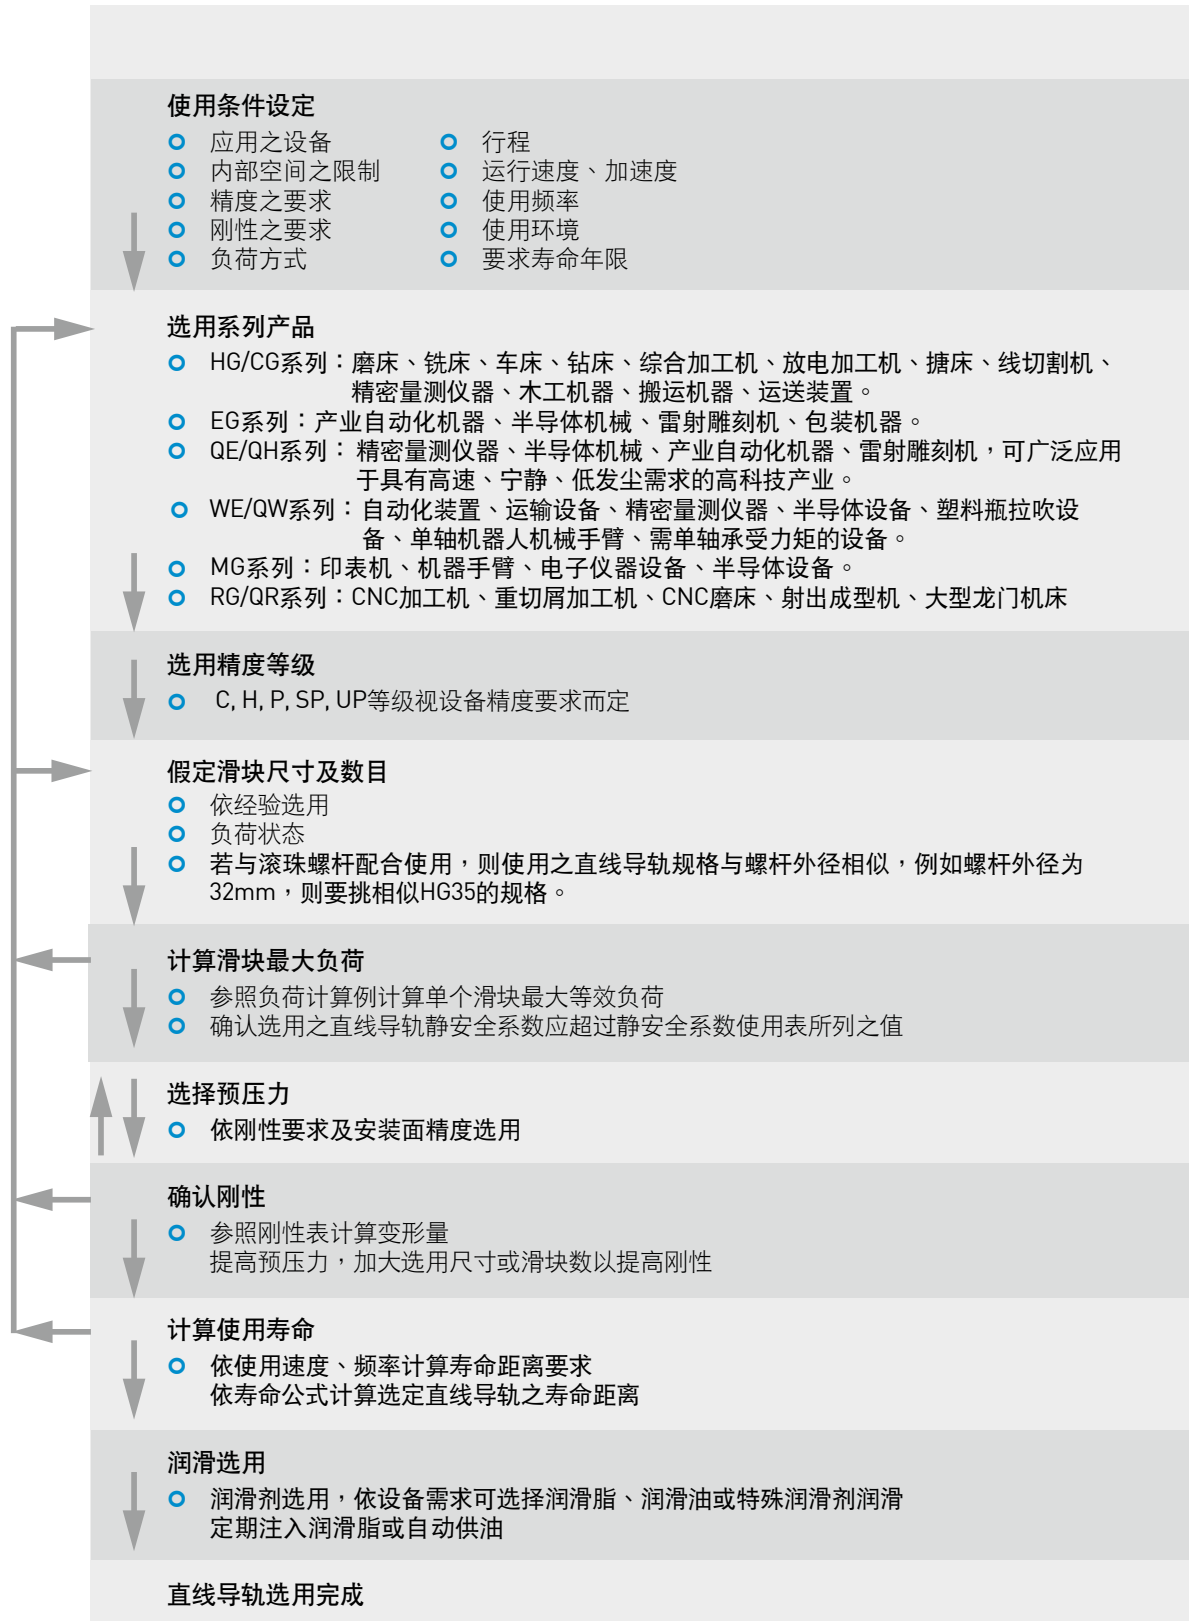 使用条件设定
应用之设备
内部空间之限制
精度之要求
刚性之要求
负荷方式
行程
运行速度、加速度
使用频率
使用环境
要求寿命年限
选用系列产品
HG/CG系列：磨床、铣床、车床、钻床、综合加工机、放电加工机、搪床、线切割机、
精密量测仪器、木工机器、搬运机器、运送装置。
EG系列：产业自动化机器、半导体机械、雷射雕刻机、包装机器。
QE/QH系列：精密量测仪器、半导体机械、产业自动化机器、雷射雕刻机，可广泛应用
于具有高速、宁静、低发尘需求的高科技产业。
WE/QW系列：自动化装置、运输设备、精密量测仪器、半导体设备、塑料瓶拉吹设
备、单轴机器人机械手臂、需单轴承受力矩的设备。
MG系列：印表机、机器手臂、电子仪器设备、半导体设备。
RG/QR系列：CNC加工机、重切屑加工机、CNC磨床、射出成型机、大型龙门机床
选用精度等级
C, H, P, SP, UP等级视设备精度要求而定
假定滑块尺寸及数目
依经验选用
负荷状态
若与滚珠螺杆配合使用，则使用之直线导轨规格与螺杆外径相似，例如螺杆外径为
32mm，则要挑相似HG35的规格。
计算滑块最大负荷
参照负荷计算例计算单个滑块最大等效负荷
确认选用之直线导轨静安全系数应超过静安全系数使用表所列之值
选择预压力
依刚性要求及安装面精度选用
确认刚性
参照刚性表计算变形量
提高预压力，加大选用尺寸或滑块数以提高刚性
计算使用寿命
依使用速度、频率计算寿命距离要求
依寿命公式计算选定直线导轨之寿命距离
润滑选用
润滑剂选用，依设备需求可选择润滑脂、润滑油或特殊润滑剂润滑
定期注入润滑脂或自动供油
直线导轨选用完成